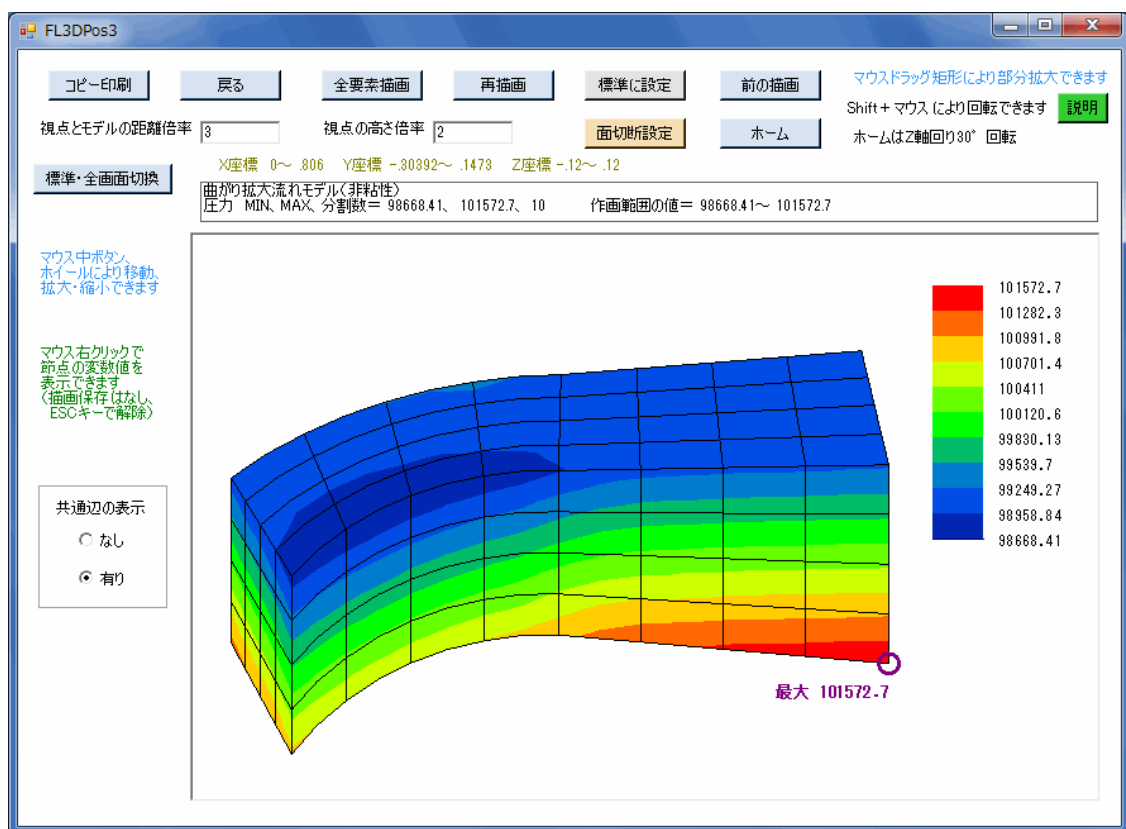 FL3DPos3
コピー印刷 戻る 全要素描画 再描画 標準に設定 前の描画
マウスドラッグ矩形により部分拡大できます
Shift+マウス により回転できます 説明
視点とモデルの距離倍率 3 視点の高さ倍率 2 面切断設定 ホーム ホームはZ軸回り30° 回転
標準・全画面切換
X座標 0~ .806 Y座標 -.30392~ .1473 Z座標 -.12~ .12
曲がり拡大流れモデル(非粘性)
圧力 MIN、MAX、分割数= 98668.41、 101572.7、 10 作画範囲の値= 98668.41~ 101572.7
マウス中ボタン、
ホイールにより移動、
拡大・縮小できます
マウス右クリックで
節点の変数値を
表示できます
(描画保存はなし、
ESCキーで解除)
共通辺の表示
なし
有り
101572.7
101282.3
100991.8
100701.4
100411
100120.6
99830.13
99539.7
99249.27
98958.84
98668.41
最大 101572.7